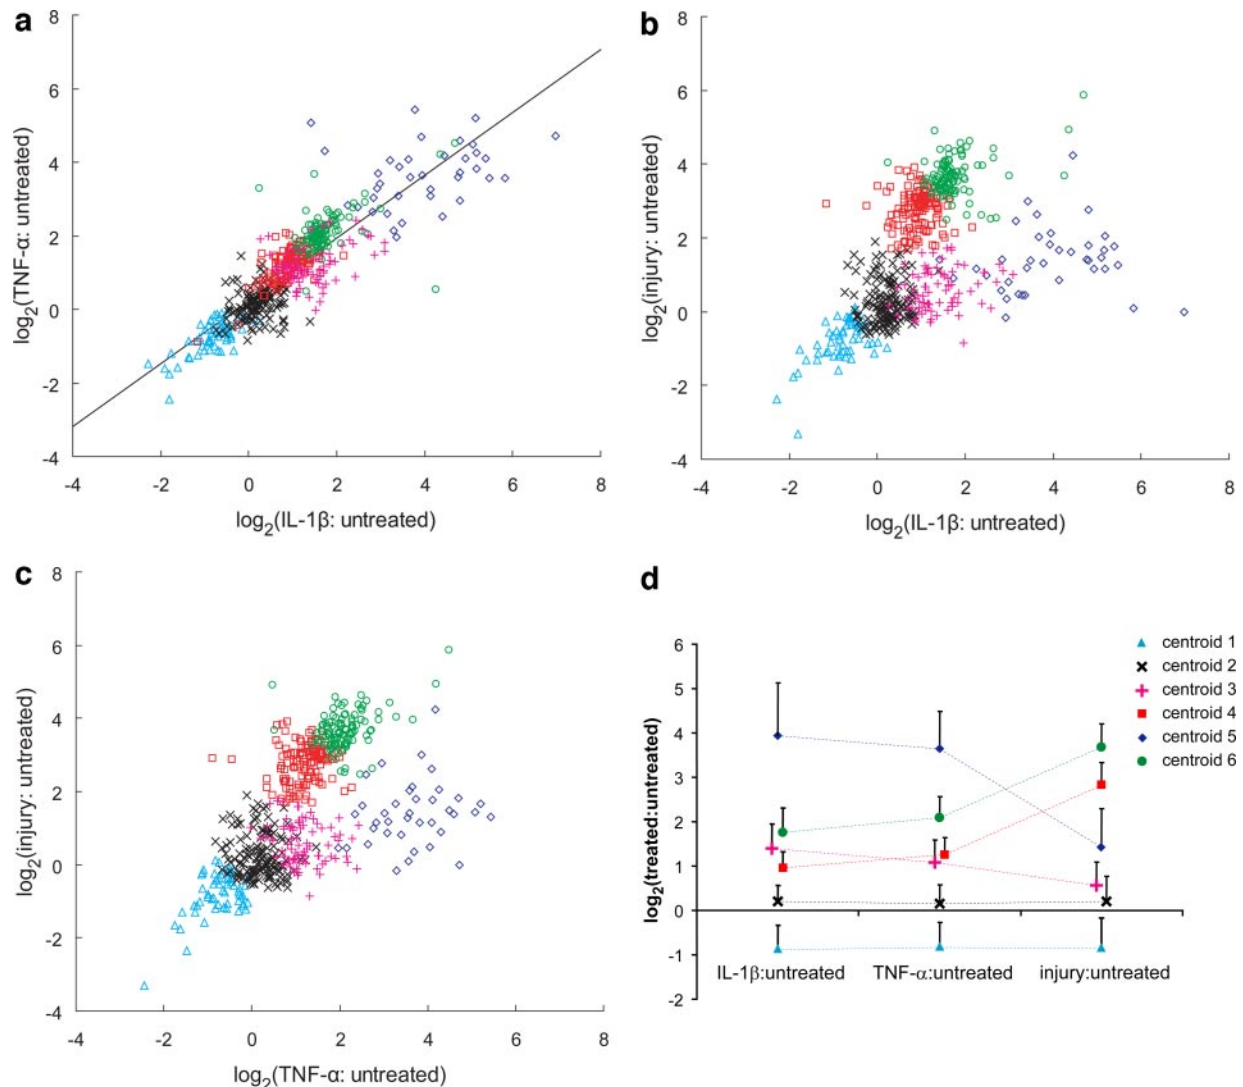 a
8
6
4
2
0
-2
-4
log2(TNF-α: untreated)
-4 -2 0 2 4 6 8
log2(IL-1β: untreated)
b
8
6
4
2
0
-2
-4
log2(injury: untreated)
-4 -2 0 2 4 6 8
log2(IL-1β: untreated)
c
8
6
4
2
0
-2
-4
log2(injury: untreated)
-4 -2 0 2 4 6 8
log2(TNF-α: untreated)
d
6
5
4
3
2
1
0
-1
-2
log2(treated:untreated)
IL-1β:untreated TNF-α:untreated injury:untreated
centroid 1
centroid 2
centroid 3
centroid 4
centroid 5
centroid 6